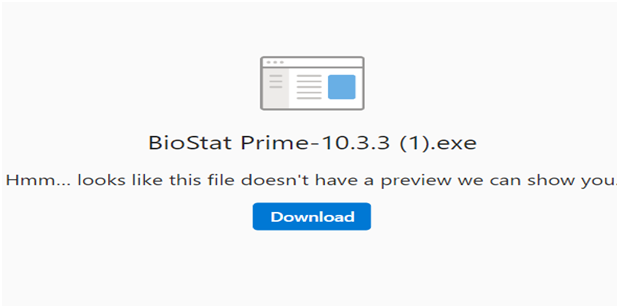 BioStat Prime-10.3.3 (1).exe
Hmm... looks like this file doesn't have a preview we can show you.
Download